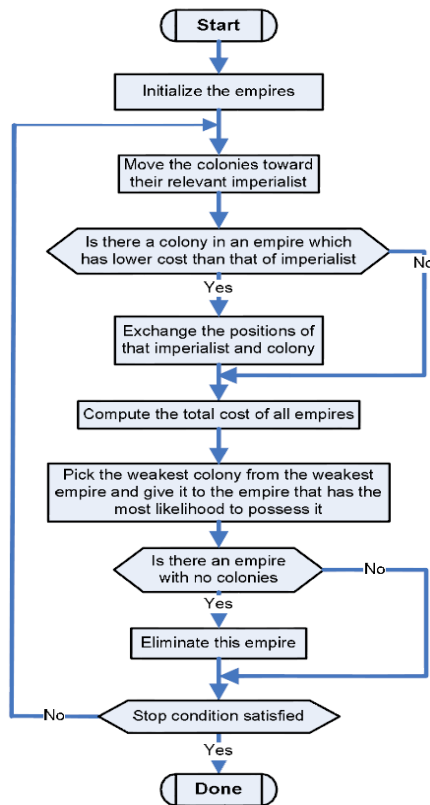 Start
Initialize the empires
Move the colonies toward
their relevant imperialist
Is there a colony in an empire which
has lower cost than that of imperialist
No
Yes
Exchange the positions of
that imperialist and colony
Compute the total cost of all empires
Pick the weakest colony from the weakest
empire and give it to the empire that has the
most likelihood to possess it
Is there an empire
with no colonies
No
Yes
Eliminate this empire
Stop condition satisfied
No
Yes
Done